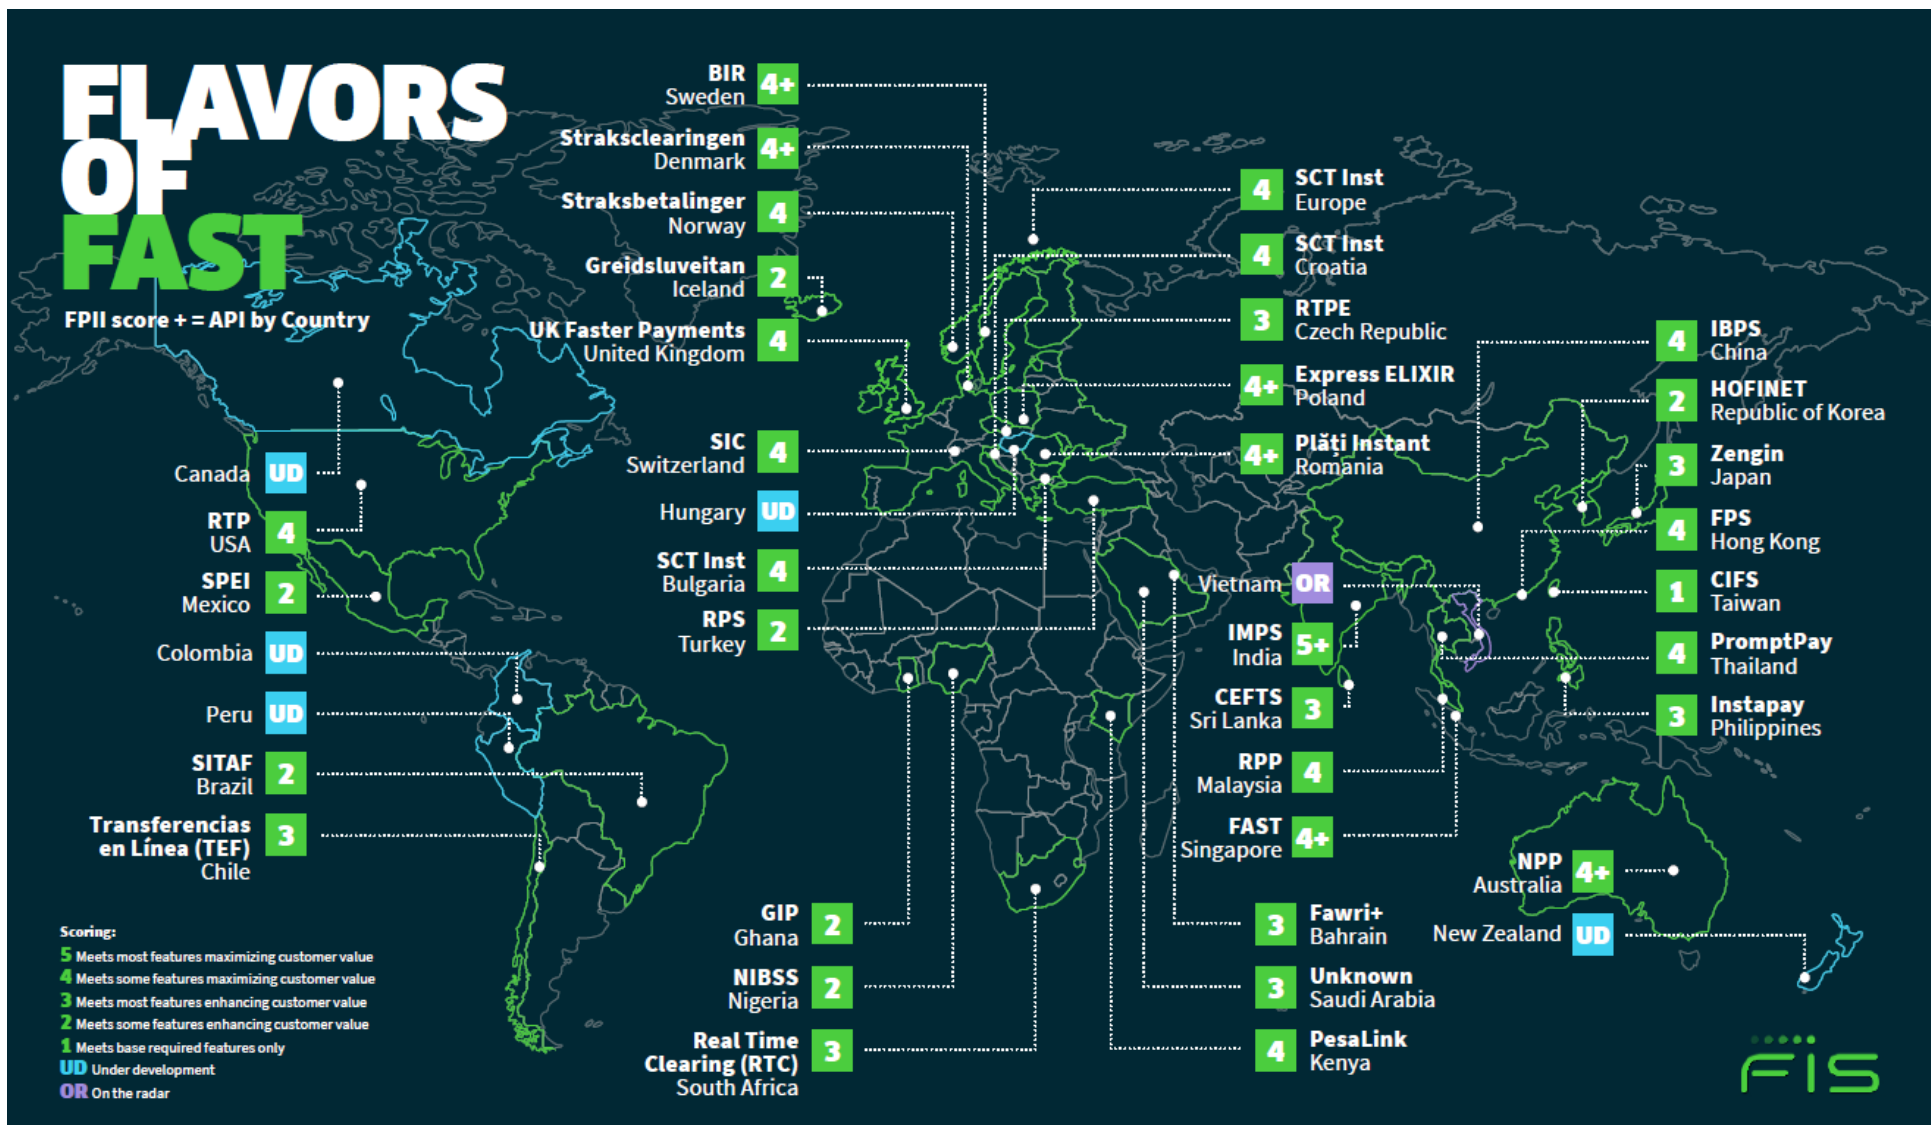 FLAVORS
OF
FAST
FPII score + = API by Country
Canada UD
RTP
USA
4
SPEI
Mexico
2
Colombia UD
Peru UD
SITAF
Brazil
2
Transferencias
en Línea (TEF)
Chile
3
Scoring:
5 Meets most features maximizing customer value
4 Meets some features maximizing customer value
3 Meets most features enhancing customer value
2 Meets some features enhancing customer value
1 Meets base required features only
UD Under development
OR On the radar
BIR
Sweden
4+
Straksclearingen
Denmark
4+
Straksbetalinger
Norway
4
Greidsluveitan
Iceland
2
UK Faster Payments
United Kingdom
4
SIC
Switzerland
4
Hungary UD
SCT Inst
Bulgaria
4
RPS
Turkey
2
GIP
Ghana
2
NIBSS
Nigeria
2
Real Time
Clearing (RTC)
South Africa
3
4
SCT Inst
Europe
4
SCT Inst
Croatia
3
RTPE
Czech Republic
4+
Express ELIXIR
Poland
4+
Plăți Instant
Romania
Vietnam OR
IMPS
India
5+
CEFTS
Sri Lanka
3
RPP
Malaysia
4
FAST
Singapore
4+
3
Fawri+
Bahrain
3
Unknown
Saudi Arabia
4
PesaLink
Kenya
4
IBPS
China
2
HOFINET
Republic of Korea
3
Zengin
Japan
4
FPS
Hong Kong
1
CIFS
Taiwan
4
PromptPay
Thailand
3
Instapay
Philippines
NPP
Australia
4+
New Zealand UD
FIS